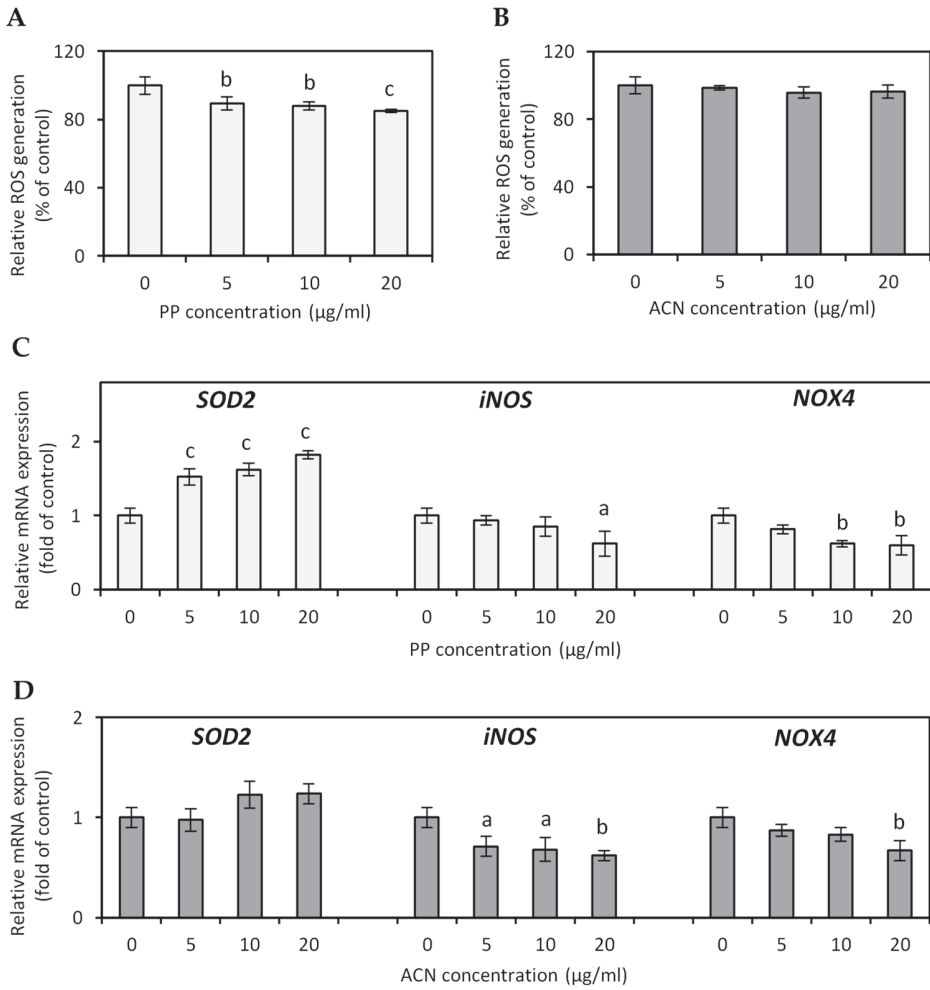 A
Relative ROS generation
(% of control)
120
80
40
0
b
b
c
0 5 10 20
PP concentration (µg/ml)
B
Relative ROS generation
(% of control)
120
80
40
0
0 5 10 20
ACN concentration (µg/ml)
C
Relative mRNA expression
(fold of control)
2
1
0
SOD2 iNOS NOX4
c c c a b b
0 5 10 20 0 5 10 20 0 5 10 20
PP concentration (µg/ml)
D
Relative mRNA expression
(fold of control)
2
1
0
SOD2 iNOS NOX4
a a b b
0 5 10 20 0 5 10 20 0 5 10 20
ACN concentration (µg/ml)